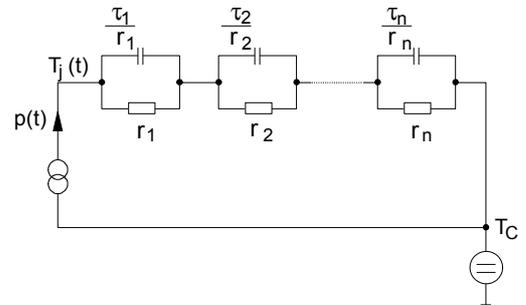 τ1 τ2 τn
r1 r2 rn
Tj (t)
p(t)
r1 r2 rn
TC